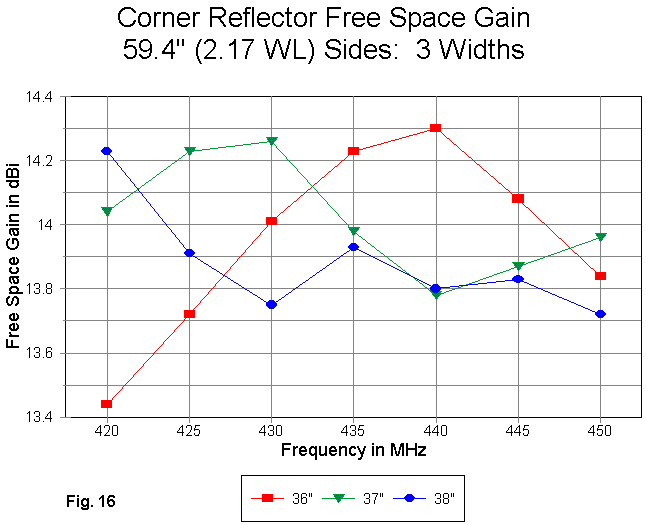 Corner Reflector Free Space Gain
59.4" (2.17 WL) Sides:  3 Widths
Free Space Gain in dBi
14.4
14.2
14
13.8
13.6
13.4
420 425 430 435 440 445 450
Frequency in MHz
Fig. 16
36" 37" 38"